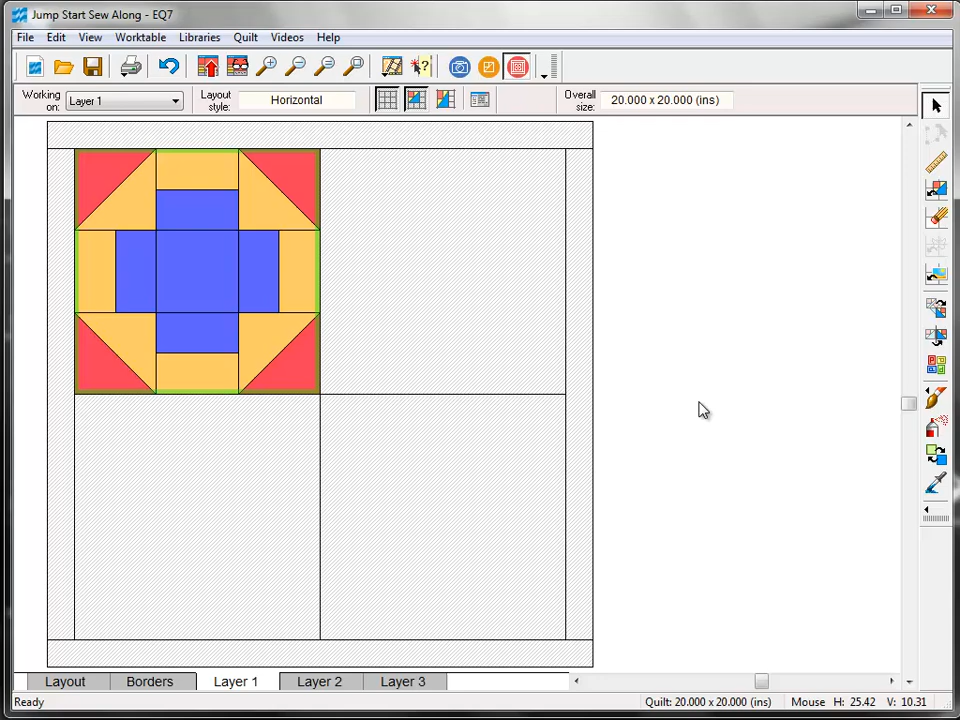 Jump Start Sew Along - EQ7
File Edit View Worktable Libraries Quilt Videos Help
Working on: Layer 1 Layout style: Horizontal Overall size: 20.000 x 20.000 (ins)
Layout Borders Layer 1 Layer 2 Layer 3
Ready Quilt: 20.000 x 20.000 (ins) Mouse H: 25.42 V: 10.31